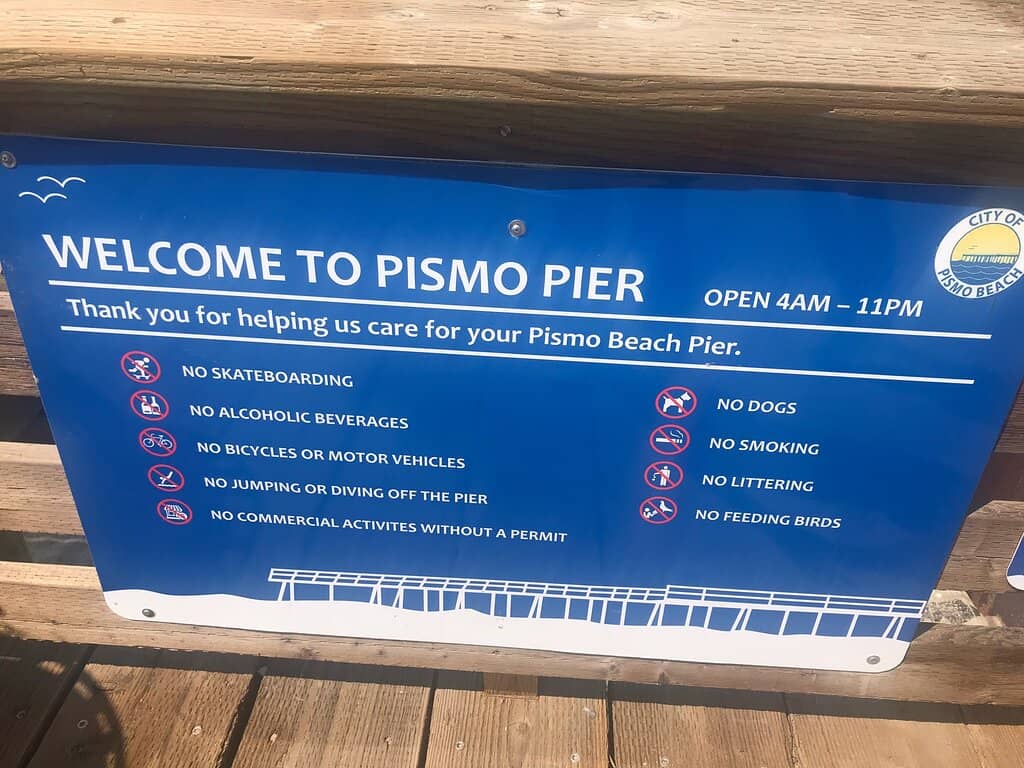 WELCOME TO PISMO PIER
OPEN 4AM – 11PM
CITY OF
PISMO BEACH
Thank you for helping us care for your Pismo Beach Pier.
NO SKATEBOARDING
NO ALCOHOLIC BEVERAGES
NO BICYCLES OR MOTOR VEHICLES
NO JUMPING OR DIVING OFF THE PIER
NO COMMERCIAL ACTIVITES WITHOUT A PERMIT
NO DOGS
NO SMOKING
NO LITTERING
NO FEEDING BIRDS